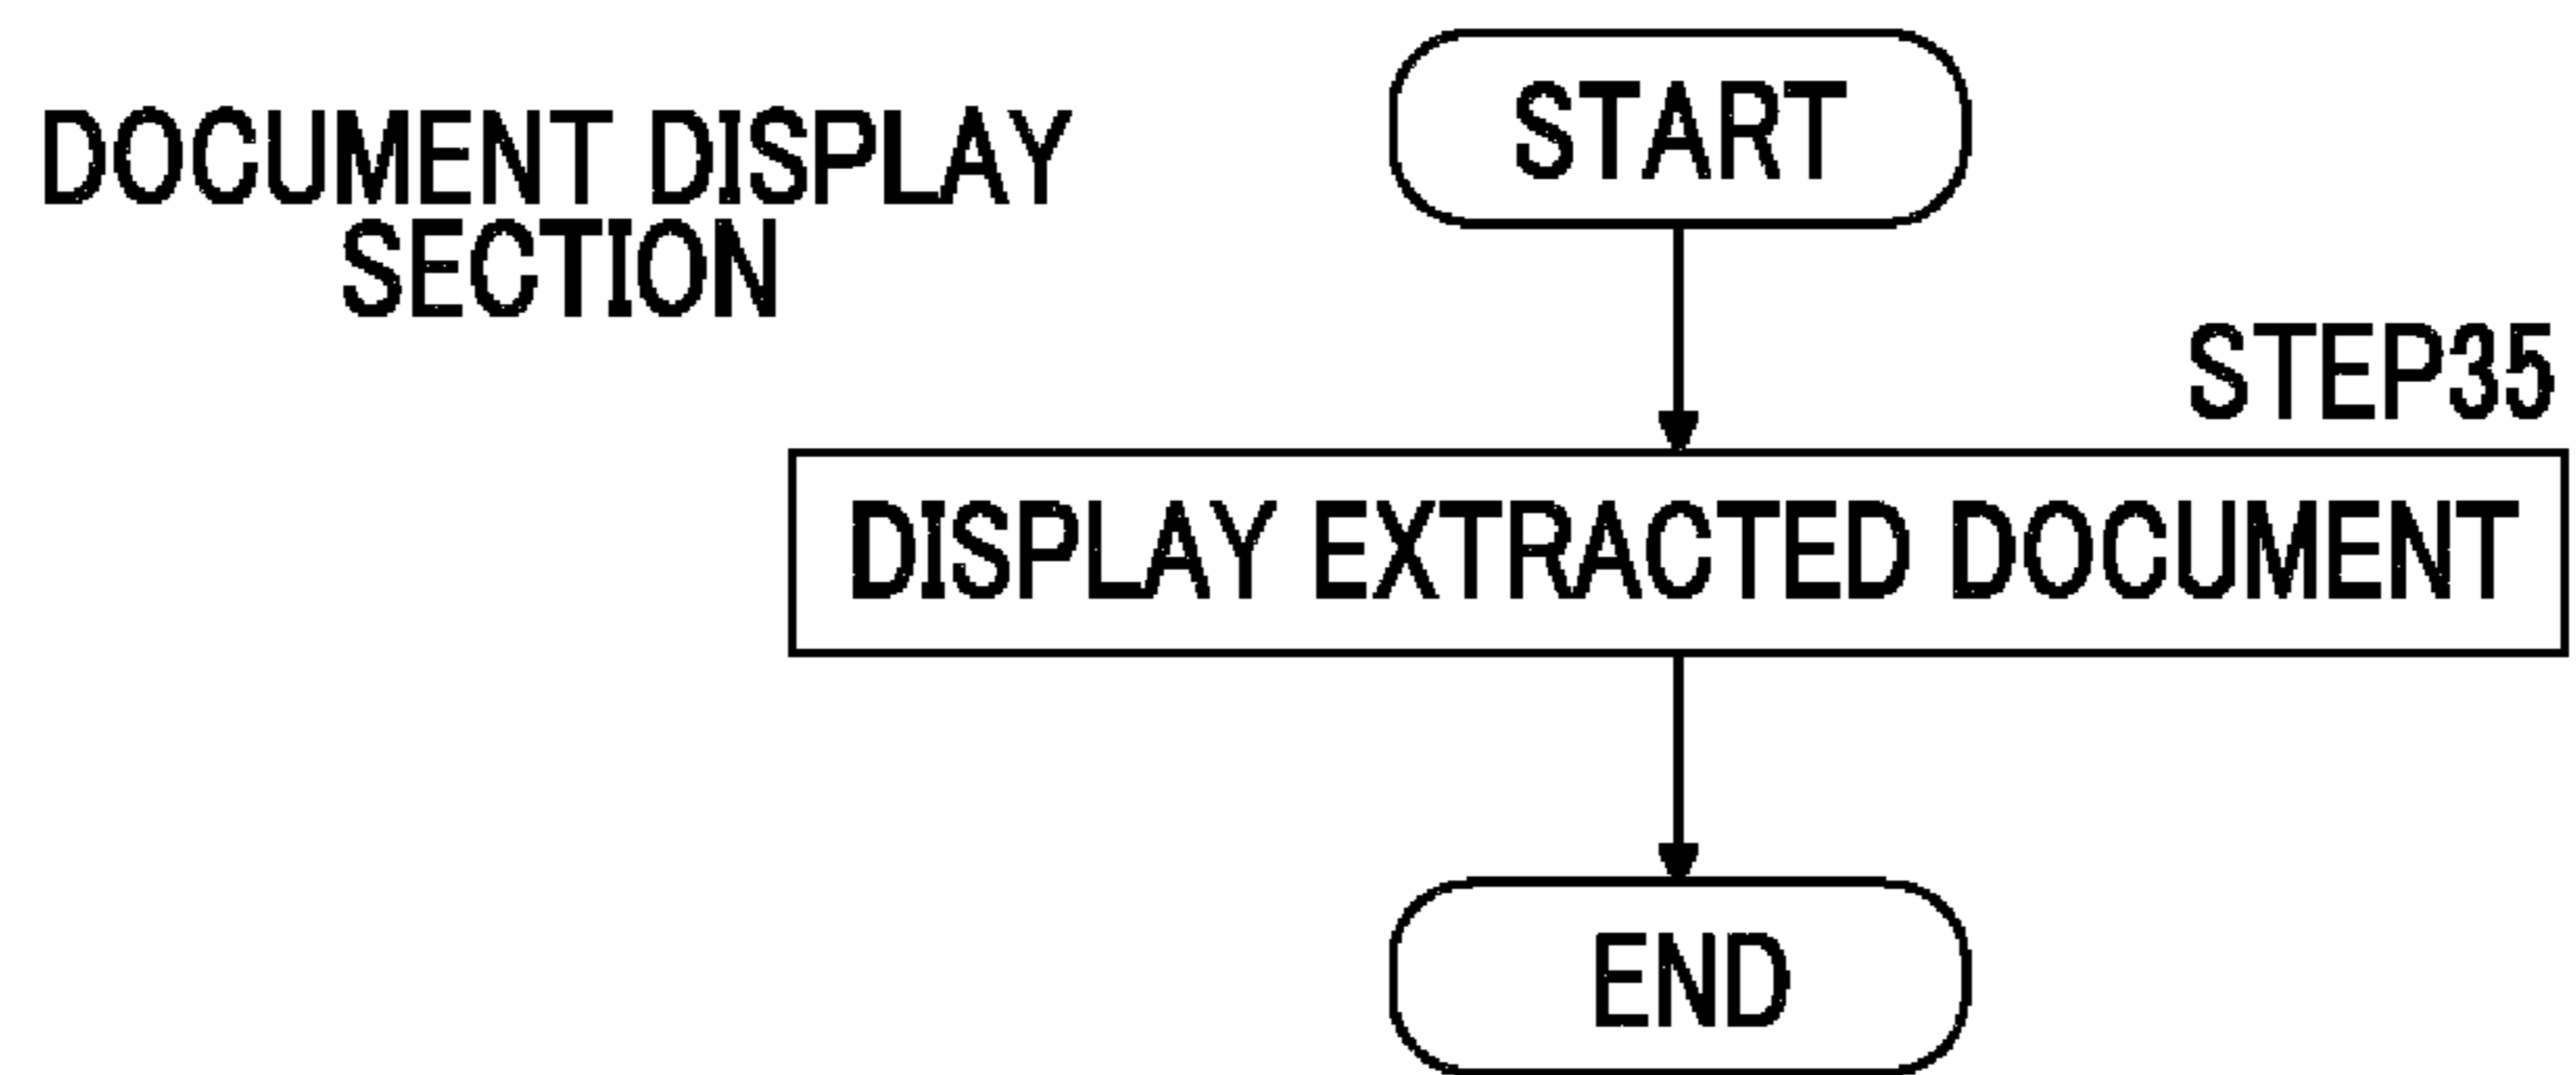 DOCUMENT DISPLAY
SECTION
START
STEP35
DISPLAY EXTRACTED DOCUMENT
END